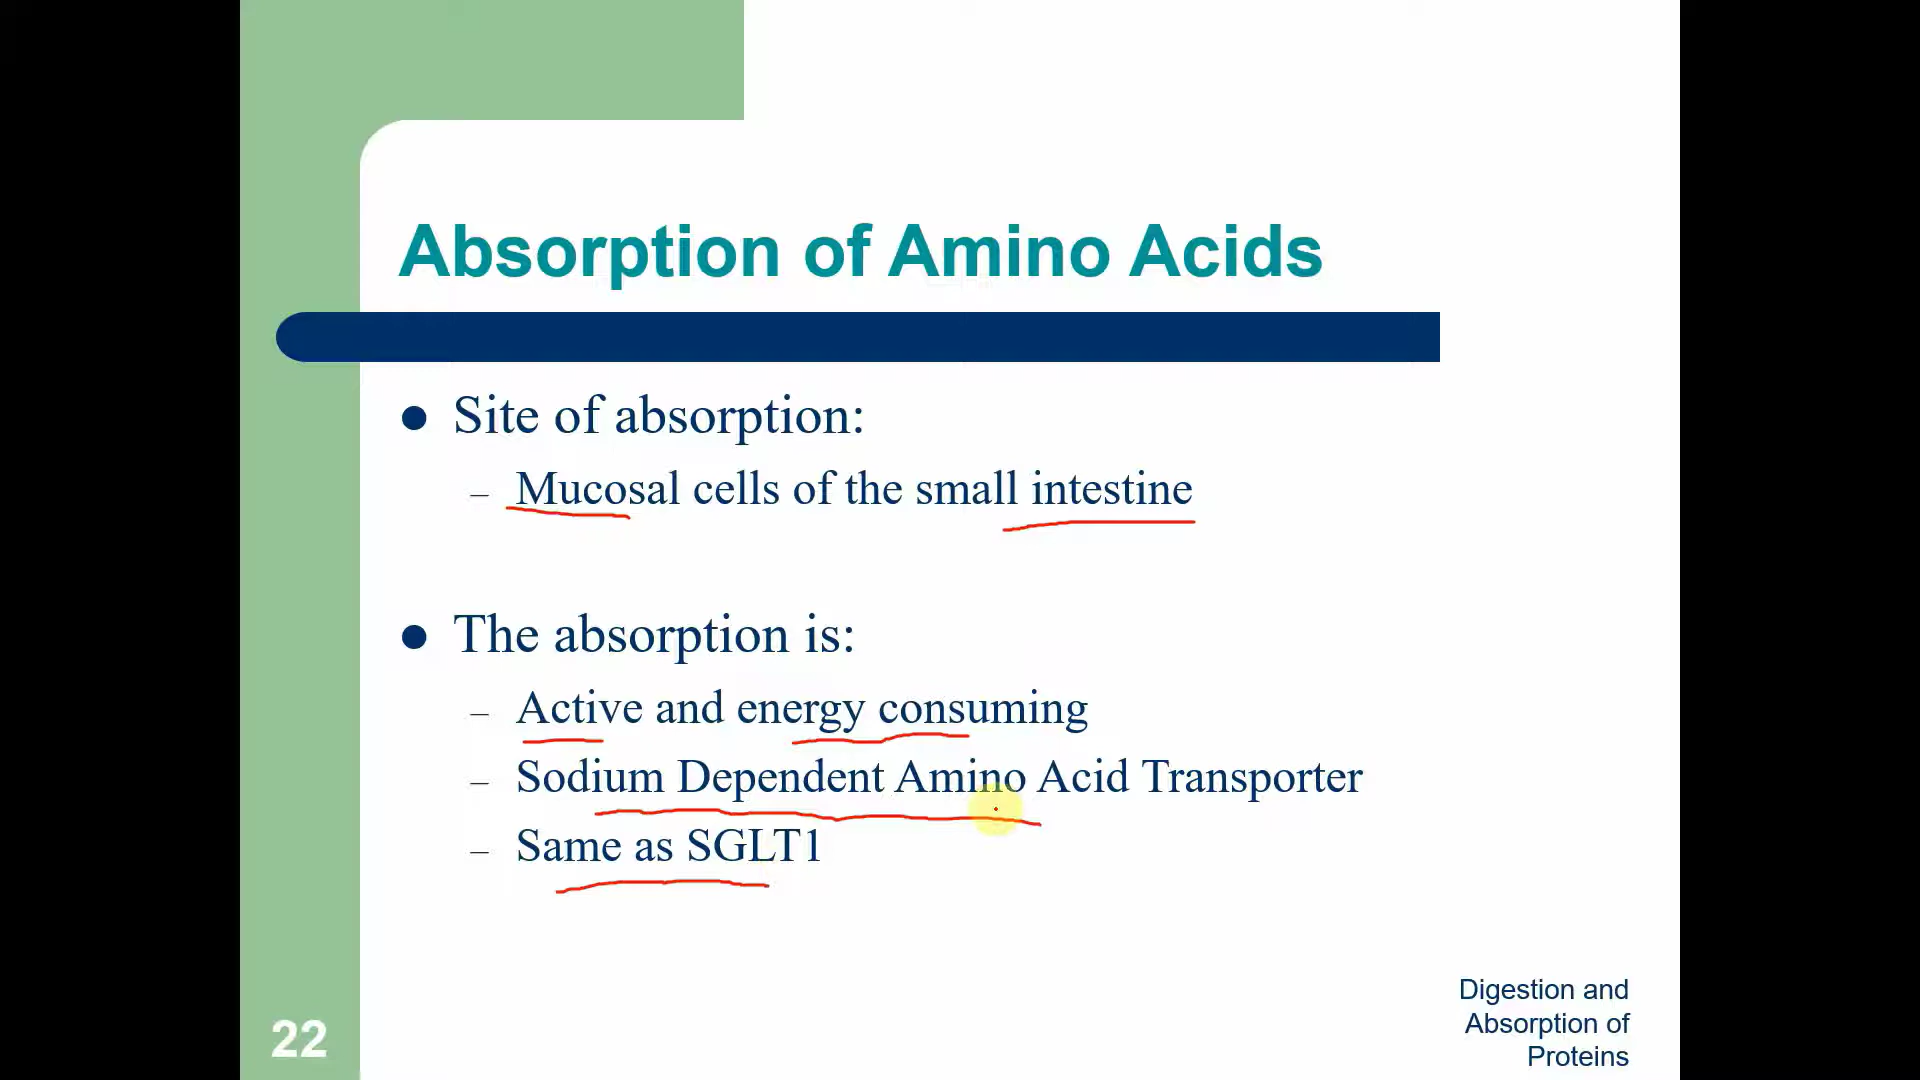 Absorption of Amino Acids
● Site of absorption:
– Mucosal cells of the small intestine
● The absorption is:
– Active and energy consuming
– Sodium Dependent Amino Acid Transporter
– Same as SGLT1
22
Digestion and
Absorption of
Proteins